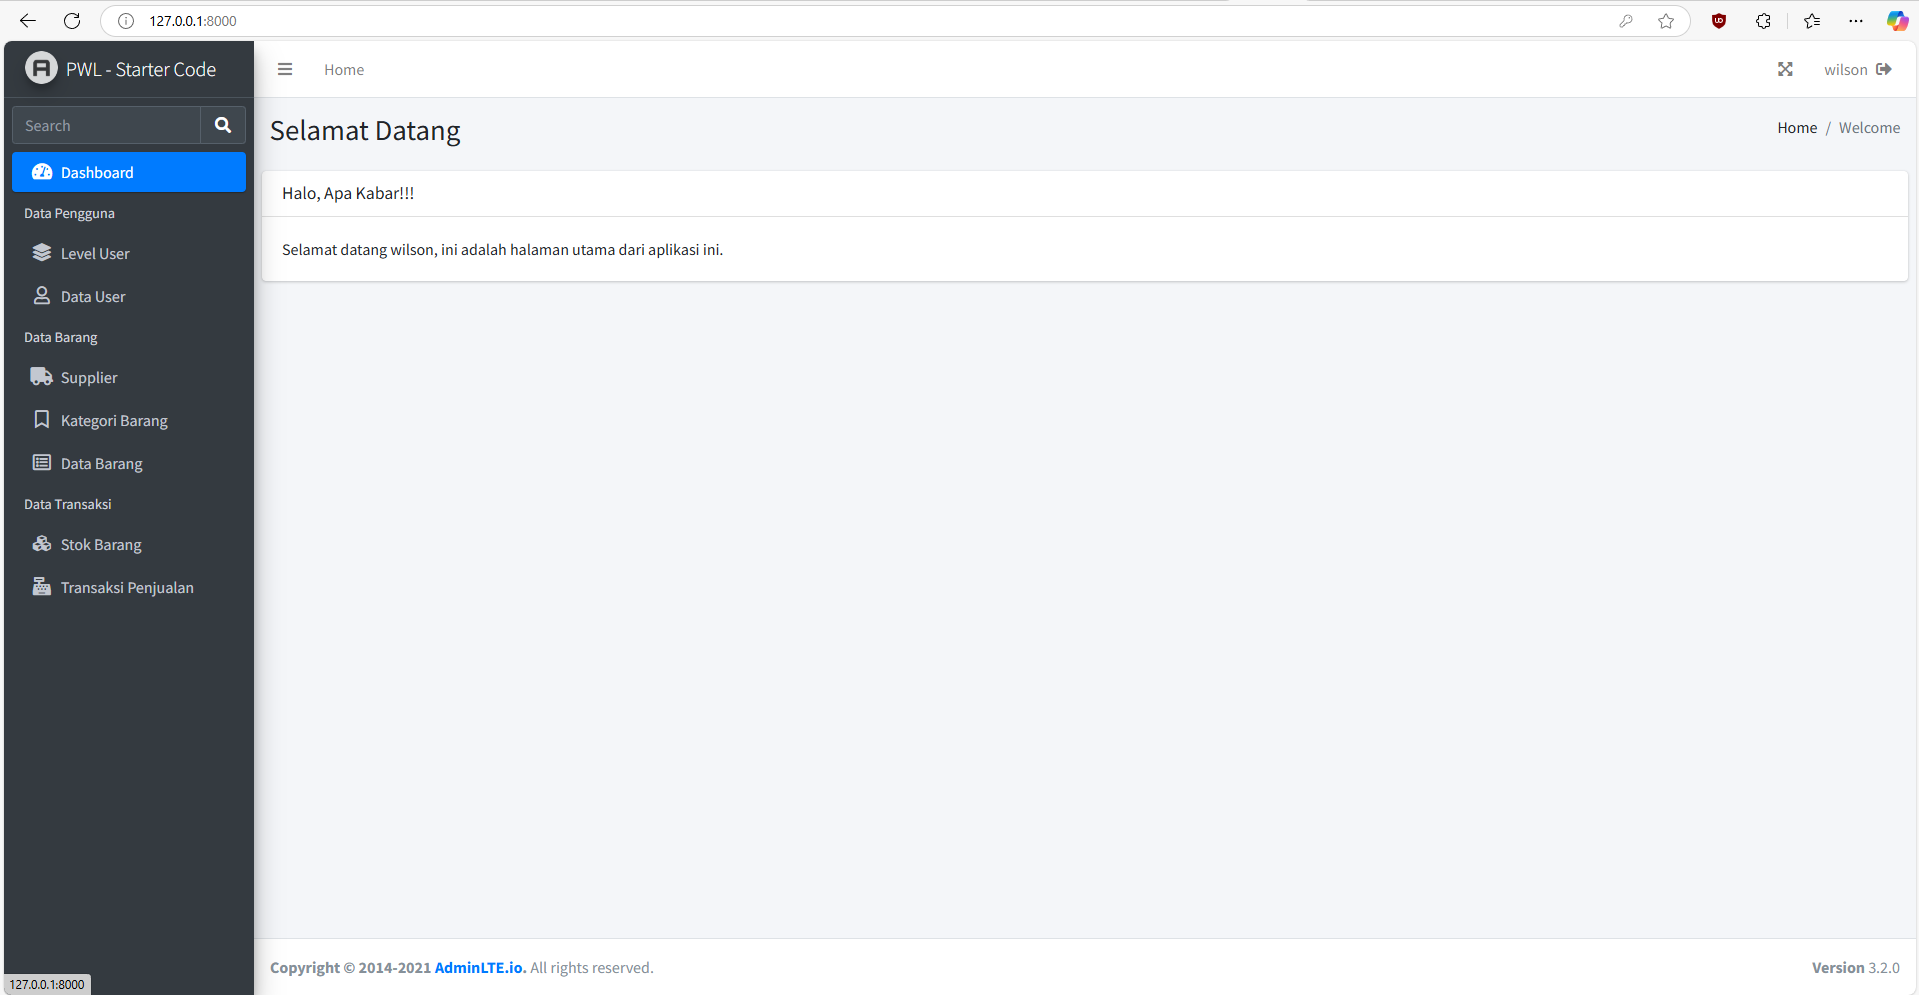 127.0.0.1:8000
PWL - Starter Code
Home
wilson
Search
Selamat Datang
Home / Welcome
Dashboard
Halo, Apa Kabar!!!
Selamat datang wilson, ini adalah halaman utama dari aplikasi ini.
Data Pengguna
Level User
Data User
Data Barang
Supplier
Kategori Barang
Data Barang
Data Transaksi
Stok Barang
Transaksi Penjualan
Copyright © 2014-2021 AdminLTE.io. All rights reserved.
Version 3.2.0
127.0.0.1:8000